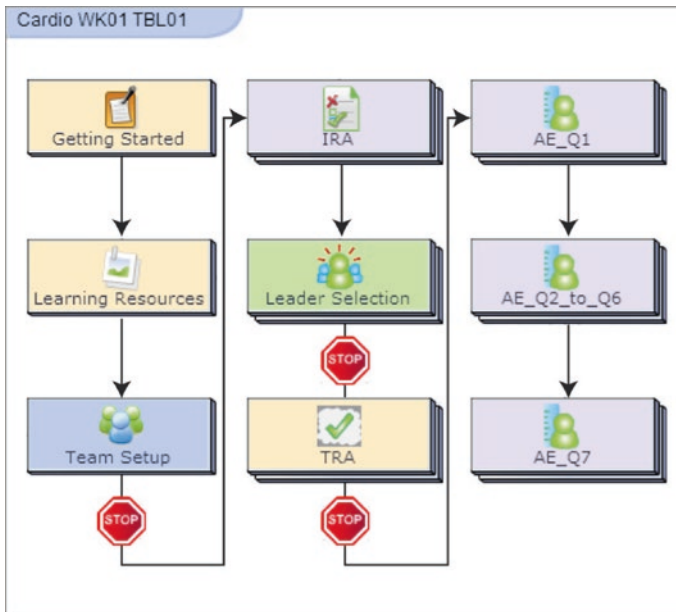 Cardio WK01 TBL01
Getting Started
Learning Resources
Team Setup
STOP
IRA
Leader Selection
STOP
TRA
STOP
AE_Q1
AE_Q2_to_Q6
AE_Q7